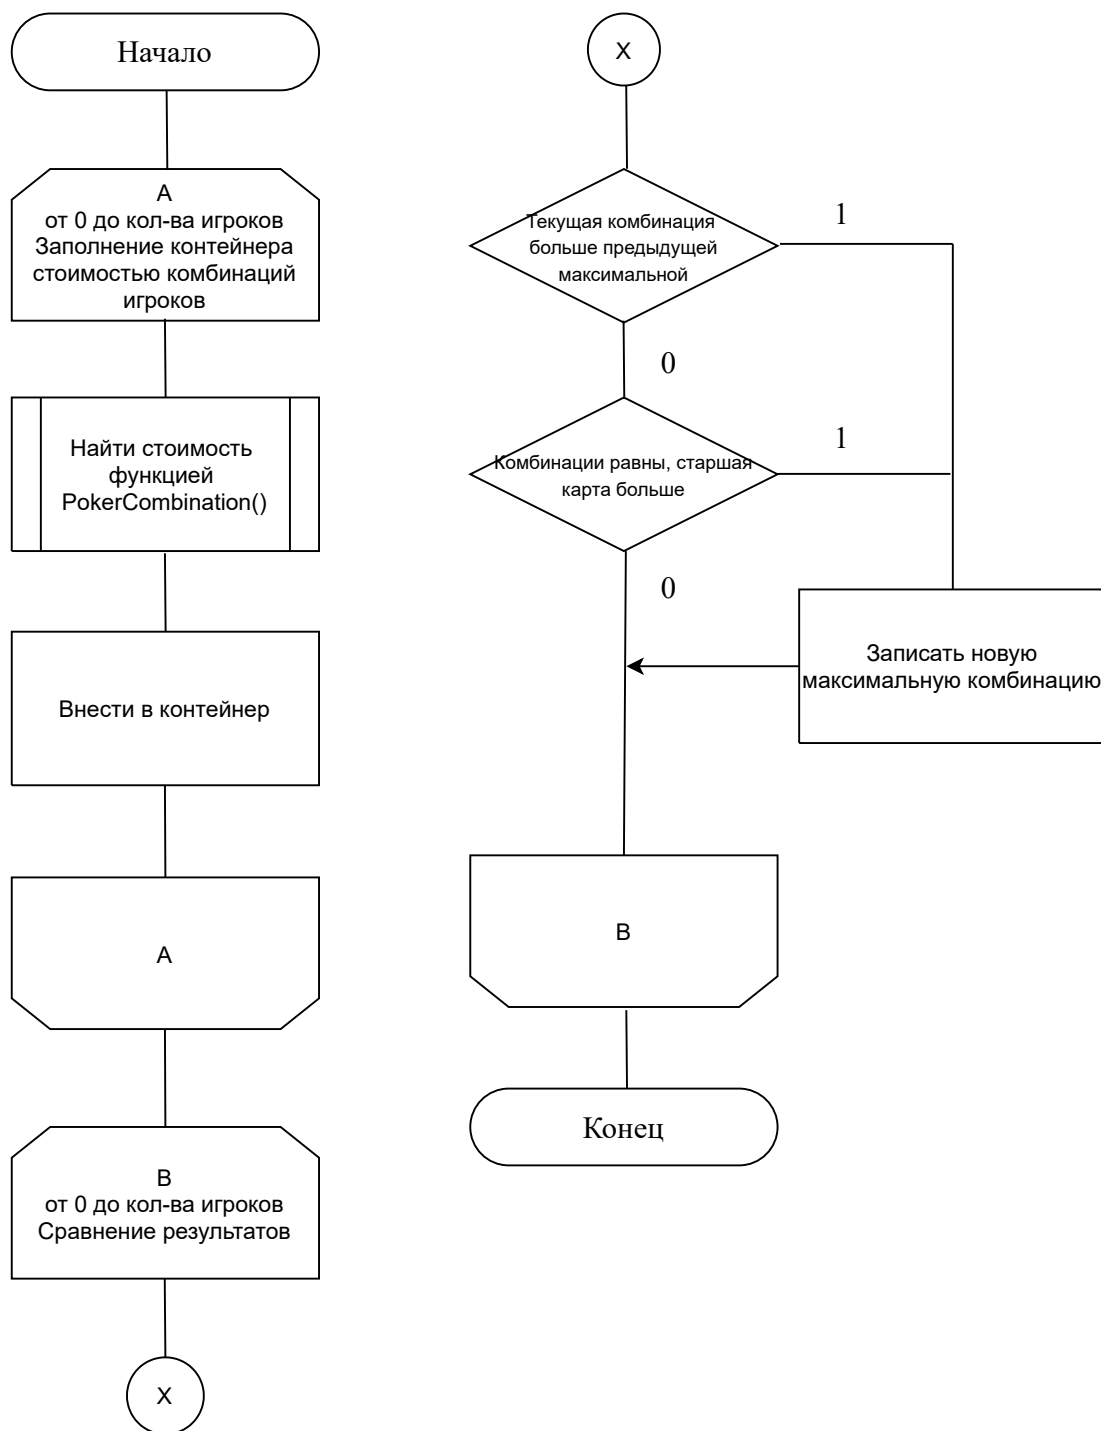 Начало
A
от 0 до кол-ва игроков
Заполнение контейнера
стоимостью комбинаций
игроков
Найти стоимость
функцией
PokerCombination()
Внести в контейнер
A
B
от 0 до кол-ва игроков
Сравнение результатов
X
X
Текущая комбинация
больше предыдущей
максимальной
1
0
Комбинации равны, старшая
карта больше
1
0
Записать новую
максимальную комбинацию
B
Конец